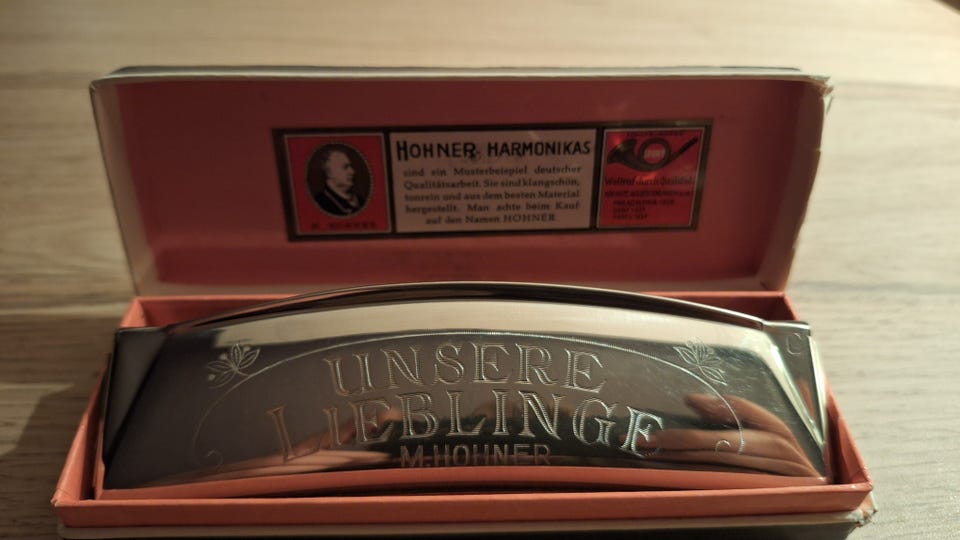 HOHNER HARMONIKAS
sind ein Musterbeispiel deutscher
Qualitätsarbeit. Sie sind klangschön,
tonrein und aus dem besten Material
hergestellt. Man achte beim Kauf
auf den Namen HOHNER
M. HOHNER
UNSERE
LIEBLINGE
M. HOHNER
C